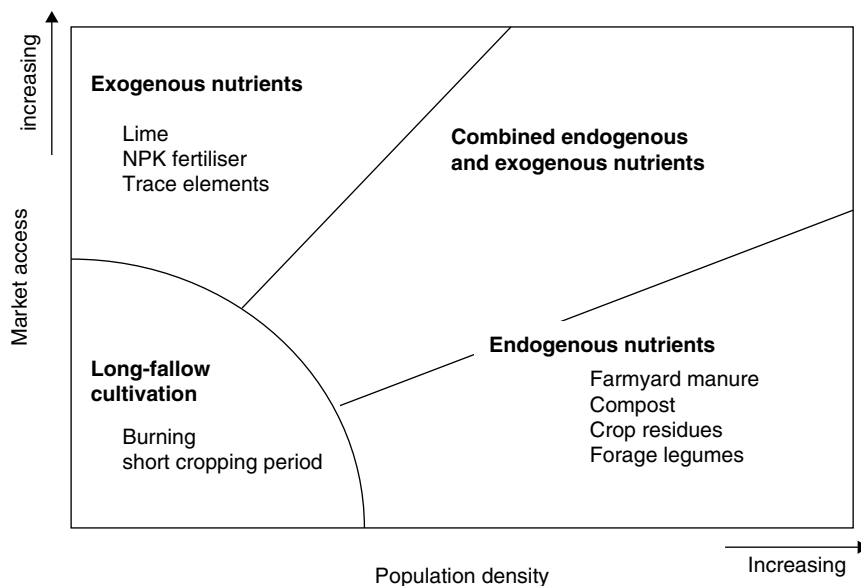 increasing
Market access
Exogenous nutrients
Lime
NPK fertiliser
Trace elements
Combined endogenous
and exogenous nutrients
Long-fallow
cultivation
Burning
short cropping period
Endogenous nutrients
Farmyard manure
Compost
Crop residues
Forage legumes
Population density
Increasing